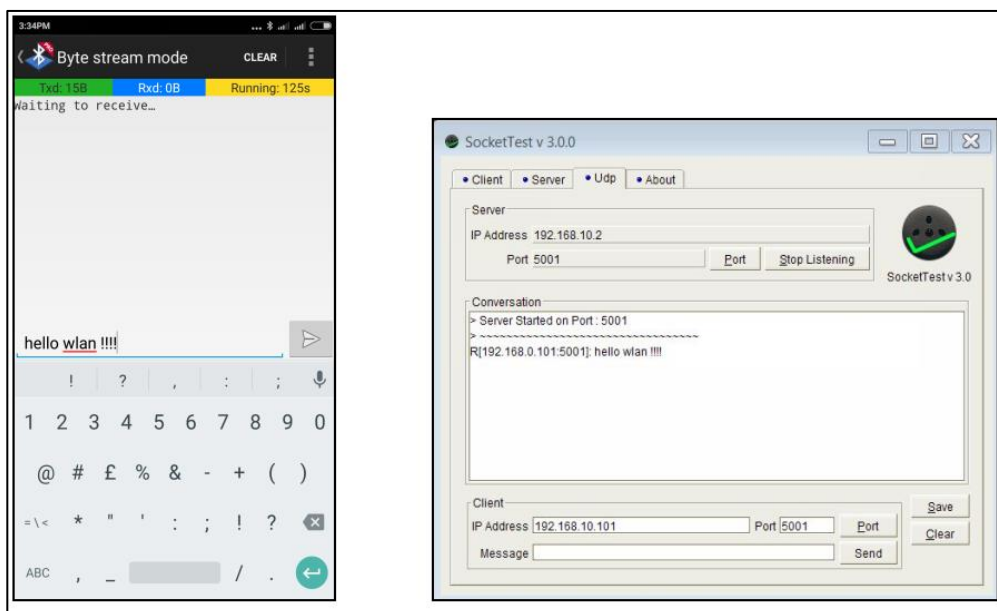 3:34PM ...
Byte stream mode CLEAR
Txd: 15B Rxd: 0B Running: 125s
Waiting to receive…
hello wlan !!!!
! ? , : ;
1 2 3 4 5 6 7 8 9 0
@ # £ % & - + ( )
=\< * " ' : ; ! ?
ABC , _ / .
SocketTest v 3.0.0
Client Server Udp About
Server
IP Address 192.168.10.2
Port 5001 Port Stop Listening
SocketTest v 3.0
Conversation
> Server Started on Port : 5001
> ~~~~~~~~~~~~~~~~~~~~~~~~~~~~~~~~~~
R[192.168.0.101:5001]: hello wlan !!!!
Client
IP Address 192.168.10.101 Port 5001 Port
Message Send
Save
Clear